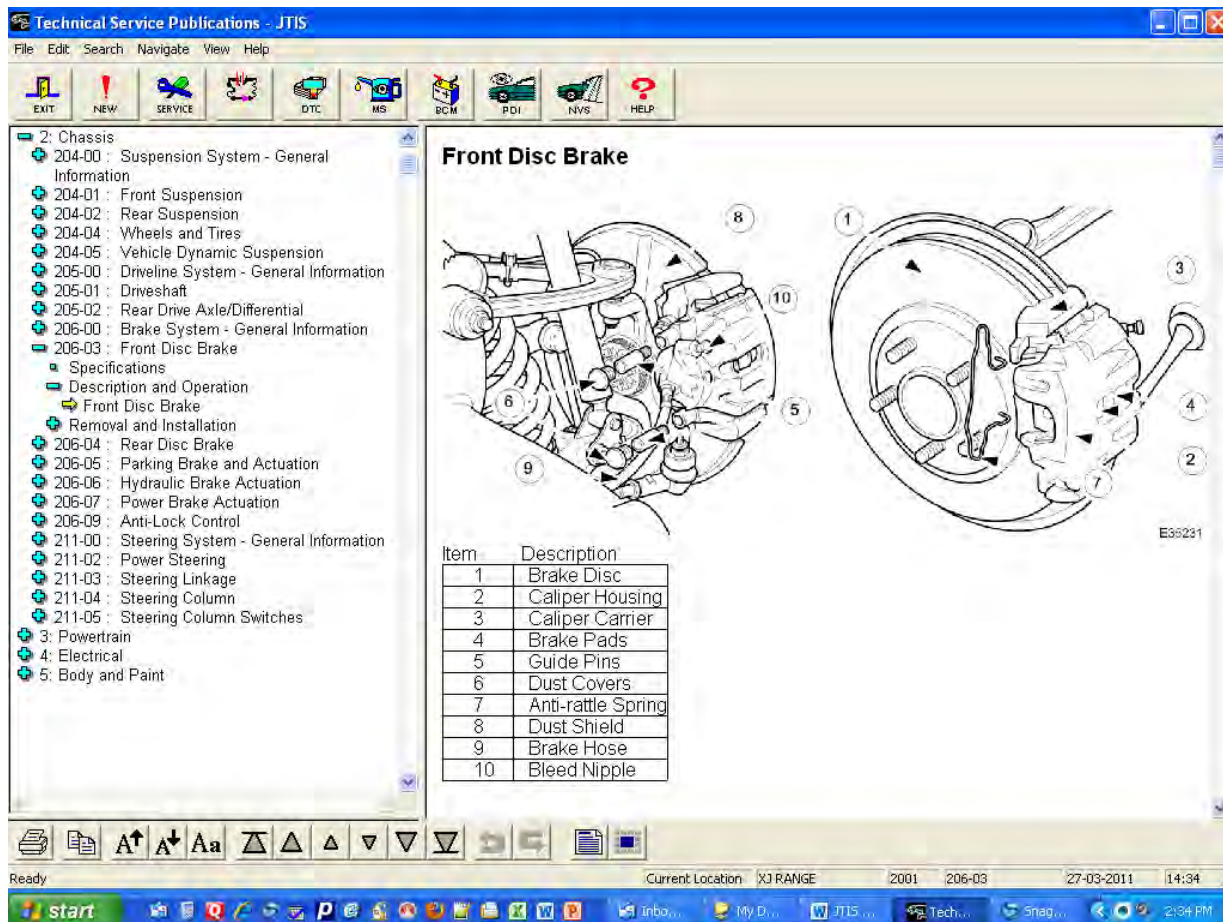 Technical Service Publications - JTIS
File Edit Search Navigate View Help
EXIT NEW SERVICE DTC MS BCM PDI NVS HELP
2: Chassis
204-00 : Suspension System - General
Information
204-01 : Front Suspension
204-02 : Rear Suspension
204-04 : Wheels and Tires
204-05 : Vehicle Dynamic Suspension
205-00 : Driveline System - General Information
205-01 : Driveshaft
205-02 : Rear Drive Axle/Differential
206-00 : Brake System - General Information
206-03 : Front Disc Brake
Specifications
Description and Operation
Front Disc Brake
Removal and Installation
206-04 : Rear Disc Brake
206-05 : Parking Brake and Actuation
206-06 : Hydraulic Brake Actuation
206-07 : Power Brake Actuation
206-09 : Anti-Lock Control
211-00 : Steering System - General Information
211-02 : Power Steering
211-03 : Steering Linkage
211-04 : Steering Column
211-05 : Steering Column Switches
3: Powertrain
4: Electrical
5: Body and Paint
Front Disc Brake
8
1
3
10
6
5
4
9
2
7
E35231
Item Description
1 Brake Disc
2 Caliper Housing
3 Caliper Carrier
4 Brake Pads
5 Guide Pins
6 Dust Covers
7 Anti-rattle Spring
8 Dust Shield
9 Brake Hose
10 Bleed Nipple
A A Aa
Ready Current Location XJ RANGE 2001 206-03 27-03-2011 14:34
start Inbo... My D... JTIS ... Tech... Snag... 2:34 PM